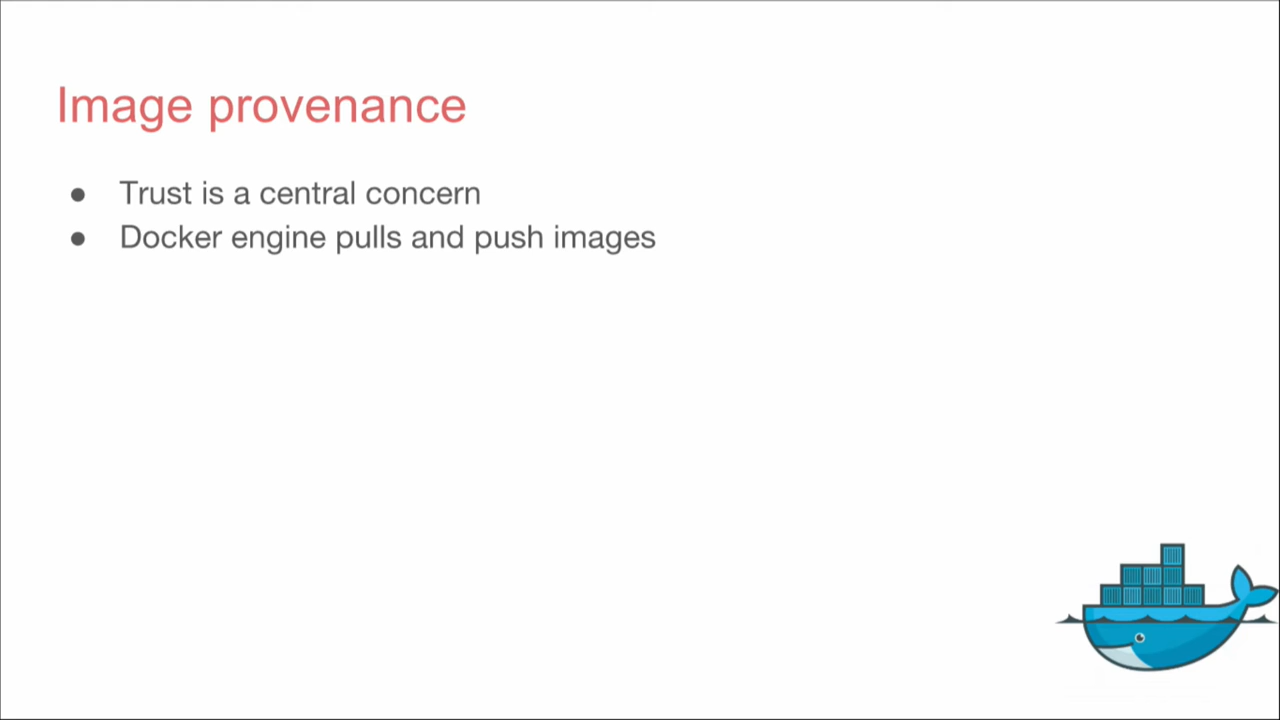 Image provenance
● Trust is a central concern
● Docker engine pulls and push images